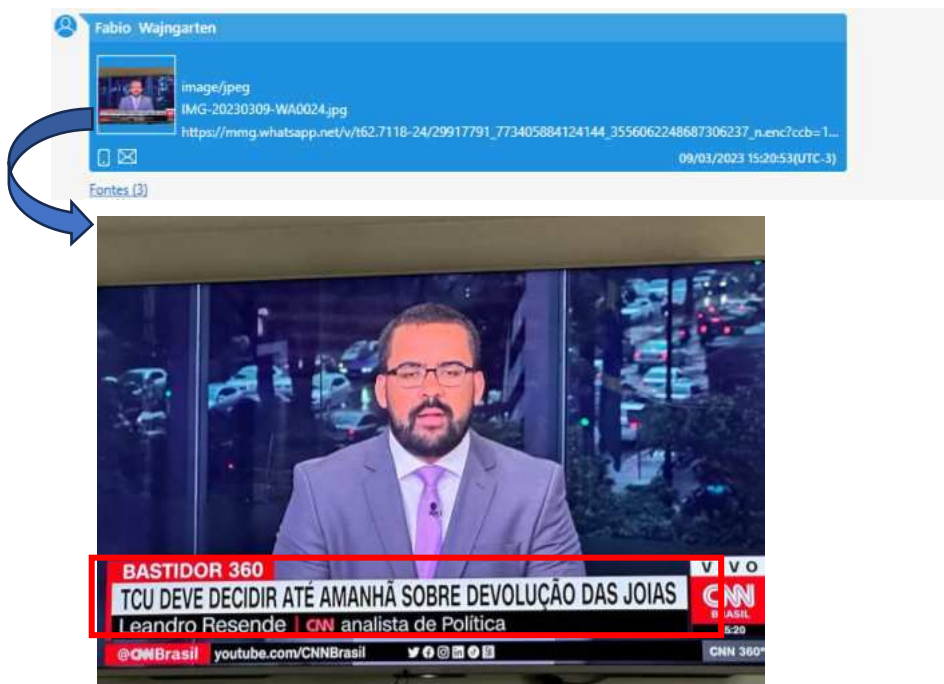 Fabio Wajngarten
image/jpeg
IMG-20230309-WA0024.jpg
https://mmg.whatsapp.net/v/t62.7118-24/29917791_773405884124144_3556062248687306237_n.enc?ccb=1...
09/03/2023 15:20:53(UTC-3)
Fontes (3)
BASTIDOR 360
VIVO
TCU DEVE DECIDIR ATÉ AMANHÃ SOBRE DEVOLUÇÃO DAS JOIAS
CNN
BRASIL
Leandro Resende | CNN analista de Política
5:20
@CNNBrasil youtube.com/CNNBrasil
CNN 360°